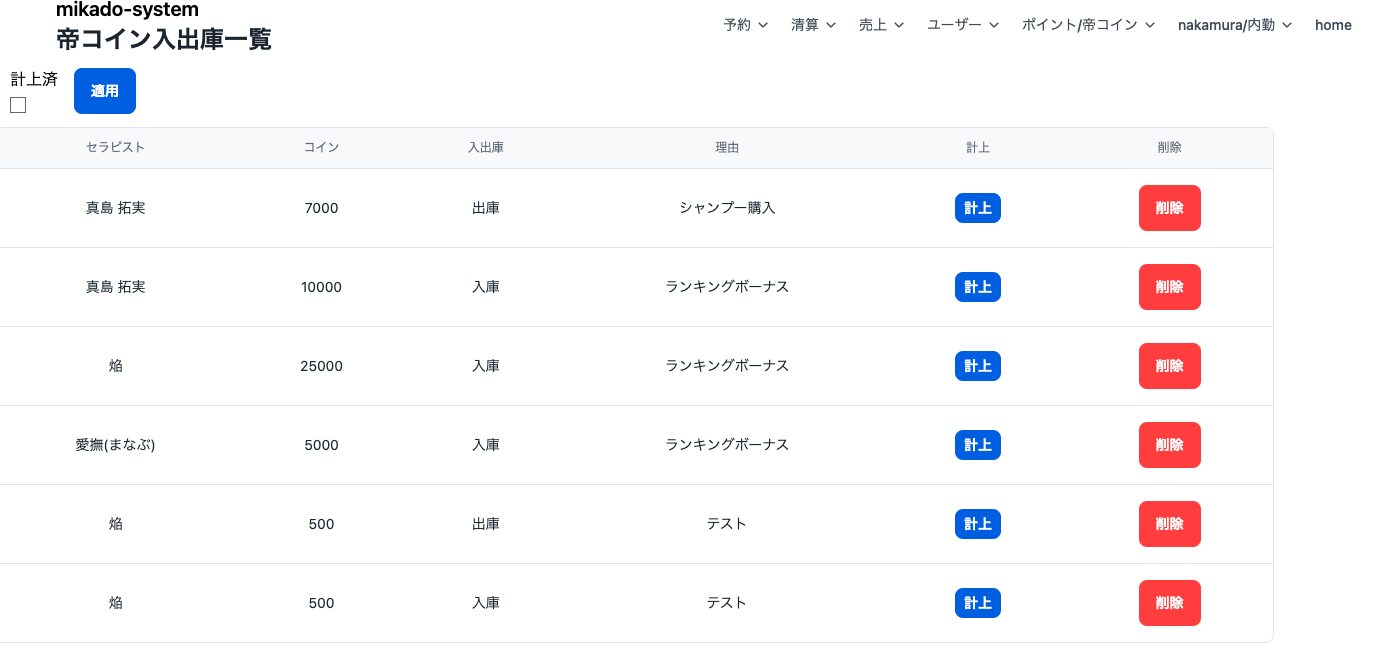 mikado-system
帝コイン入出庫一覧
予約 清算 売上 ユーザー ポイント/帝コイン nakamura/内勤 home
計上済
適用
セラピスト コイン 入出庫 理由 計上 削除
真島 拓実 7000 出庫 シャンプー購入 計上 削除
真島 拓実 10000 入庫 ランキングボーナス 計上 削除
焔 25000 入庫 ランキングボーナス 計上 削除
愛撫(まなぶ) 5000 入庫 ランキングボーナス 計上 削除
焔 500 出庫 テスト 計上 削除
焔 500 入庫 テスト 計上 削除